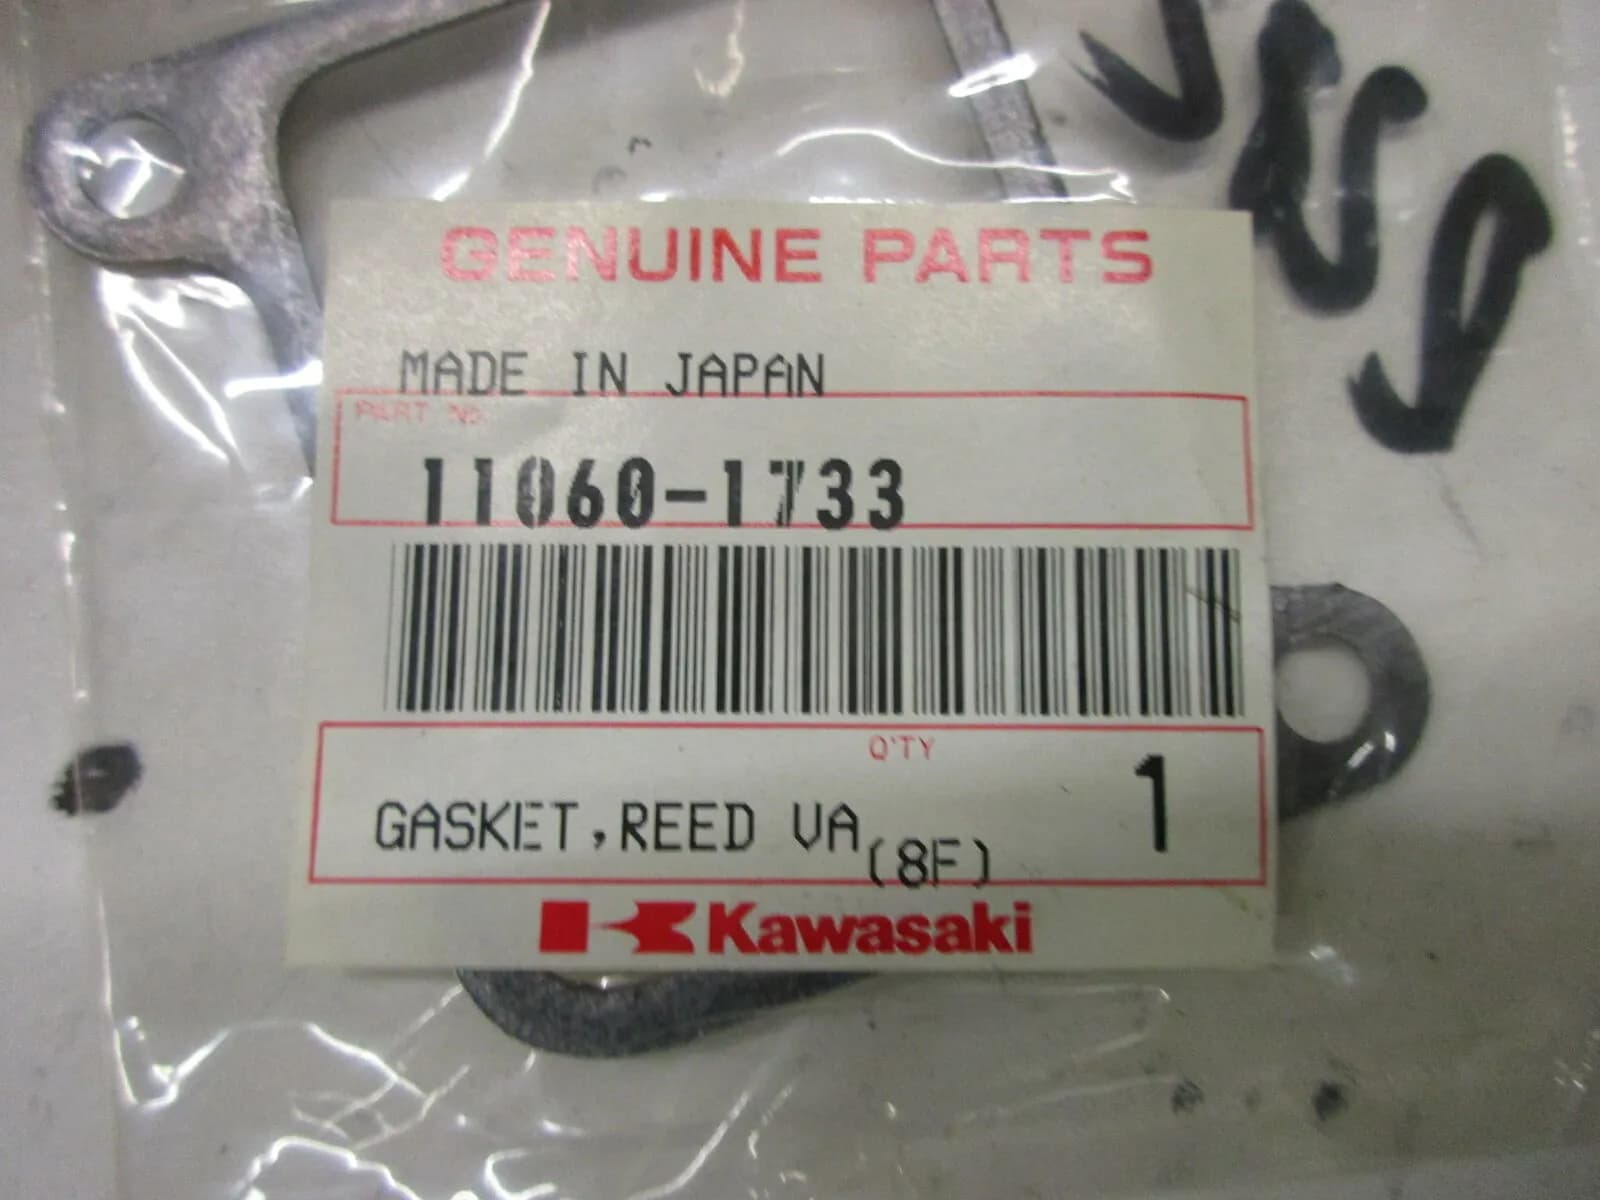 GENUINE PARTS
MADE IN JAPAN
PART No.
11060-1733
Q'TY
1
GASKET,REED VA(8F)
Kawasaki